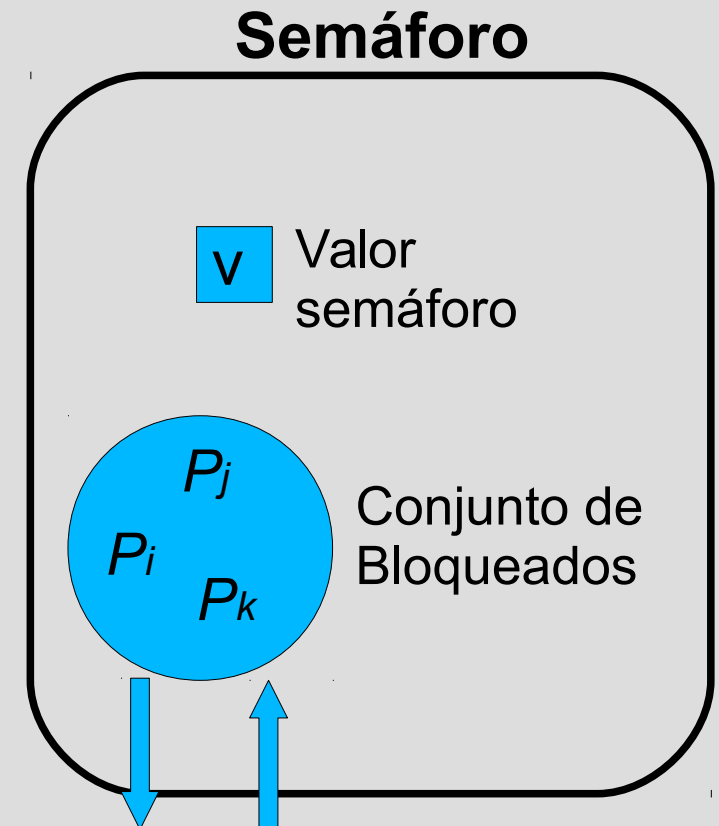 Semáforo
v
Valor
semáforo
Pj
Pi
Pk
Conjunto de
Bloqueados